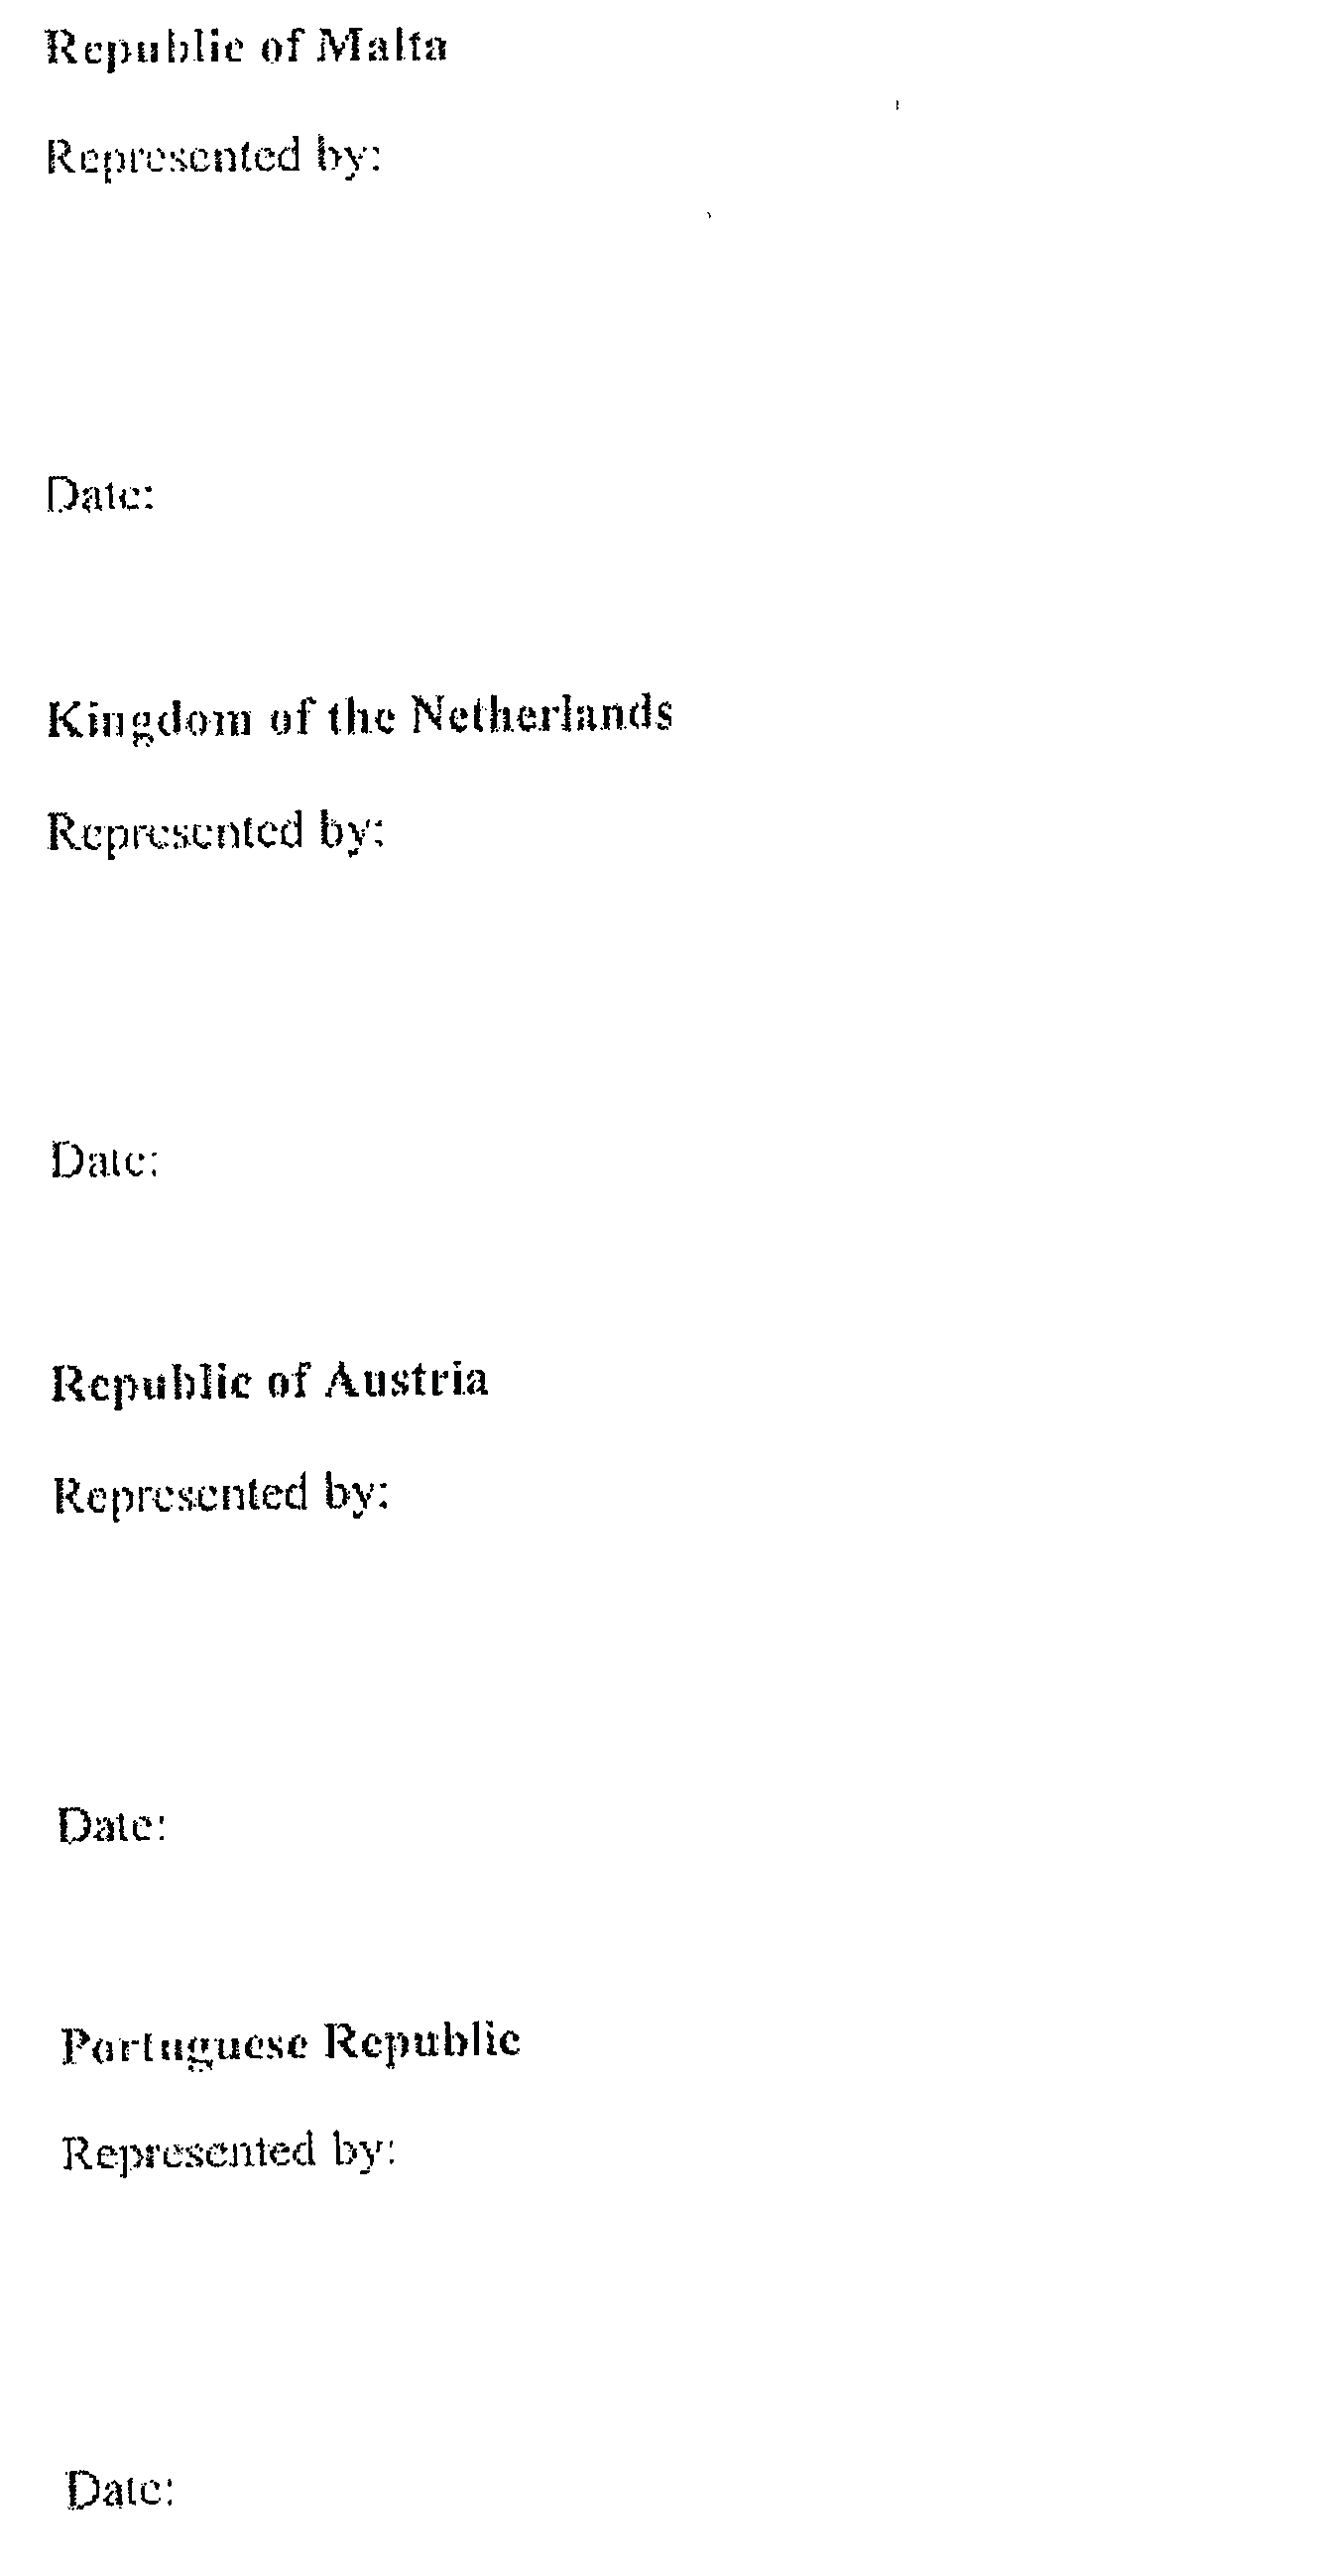 Republic of Malta
Represented by:
Date:
Kingdom of the Netherlands
Represented by:
Date:
Republic of Austria
Represented by:
Date:
Portuguese Republic
Represented by:
Date: